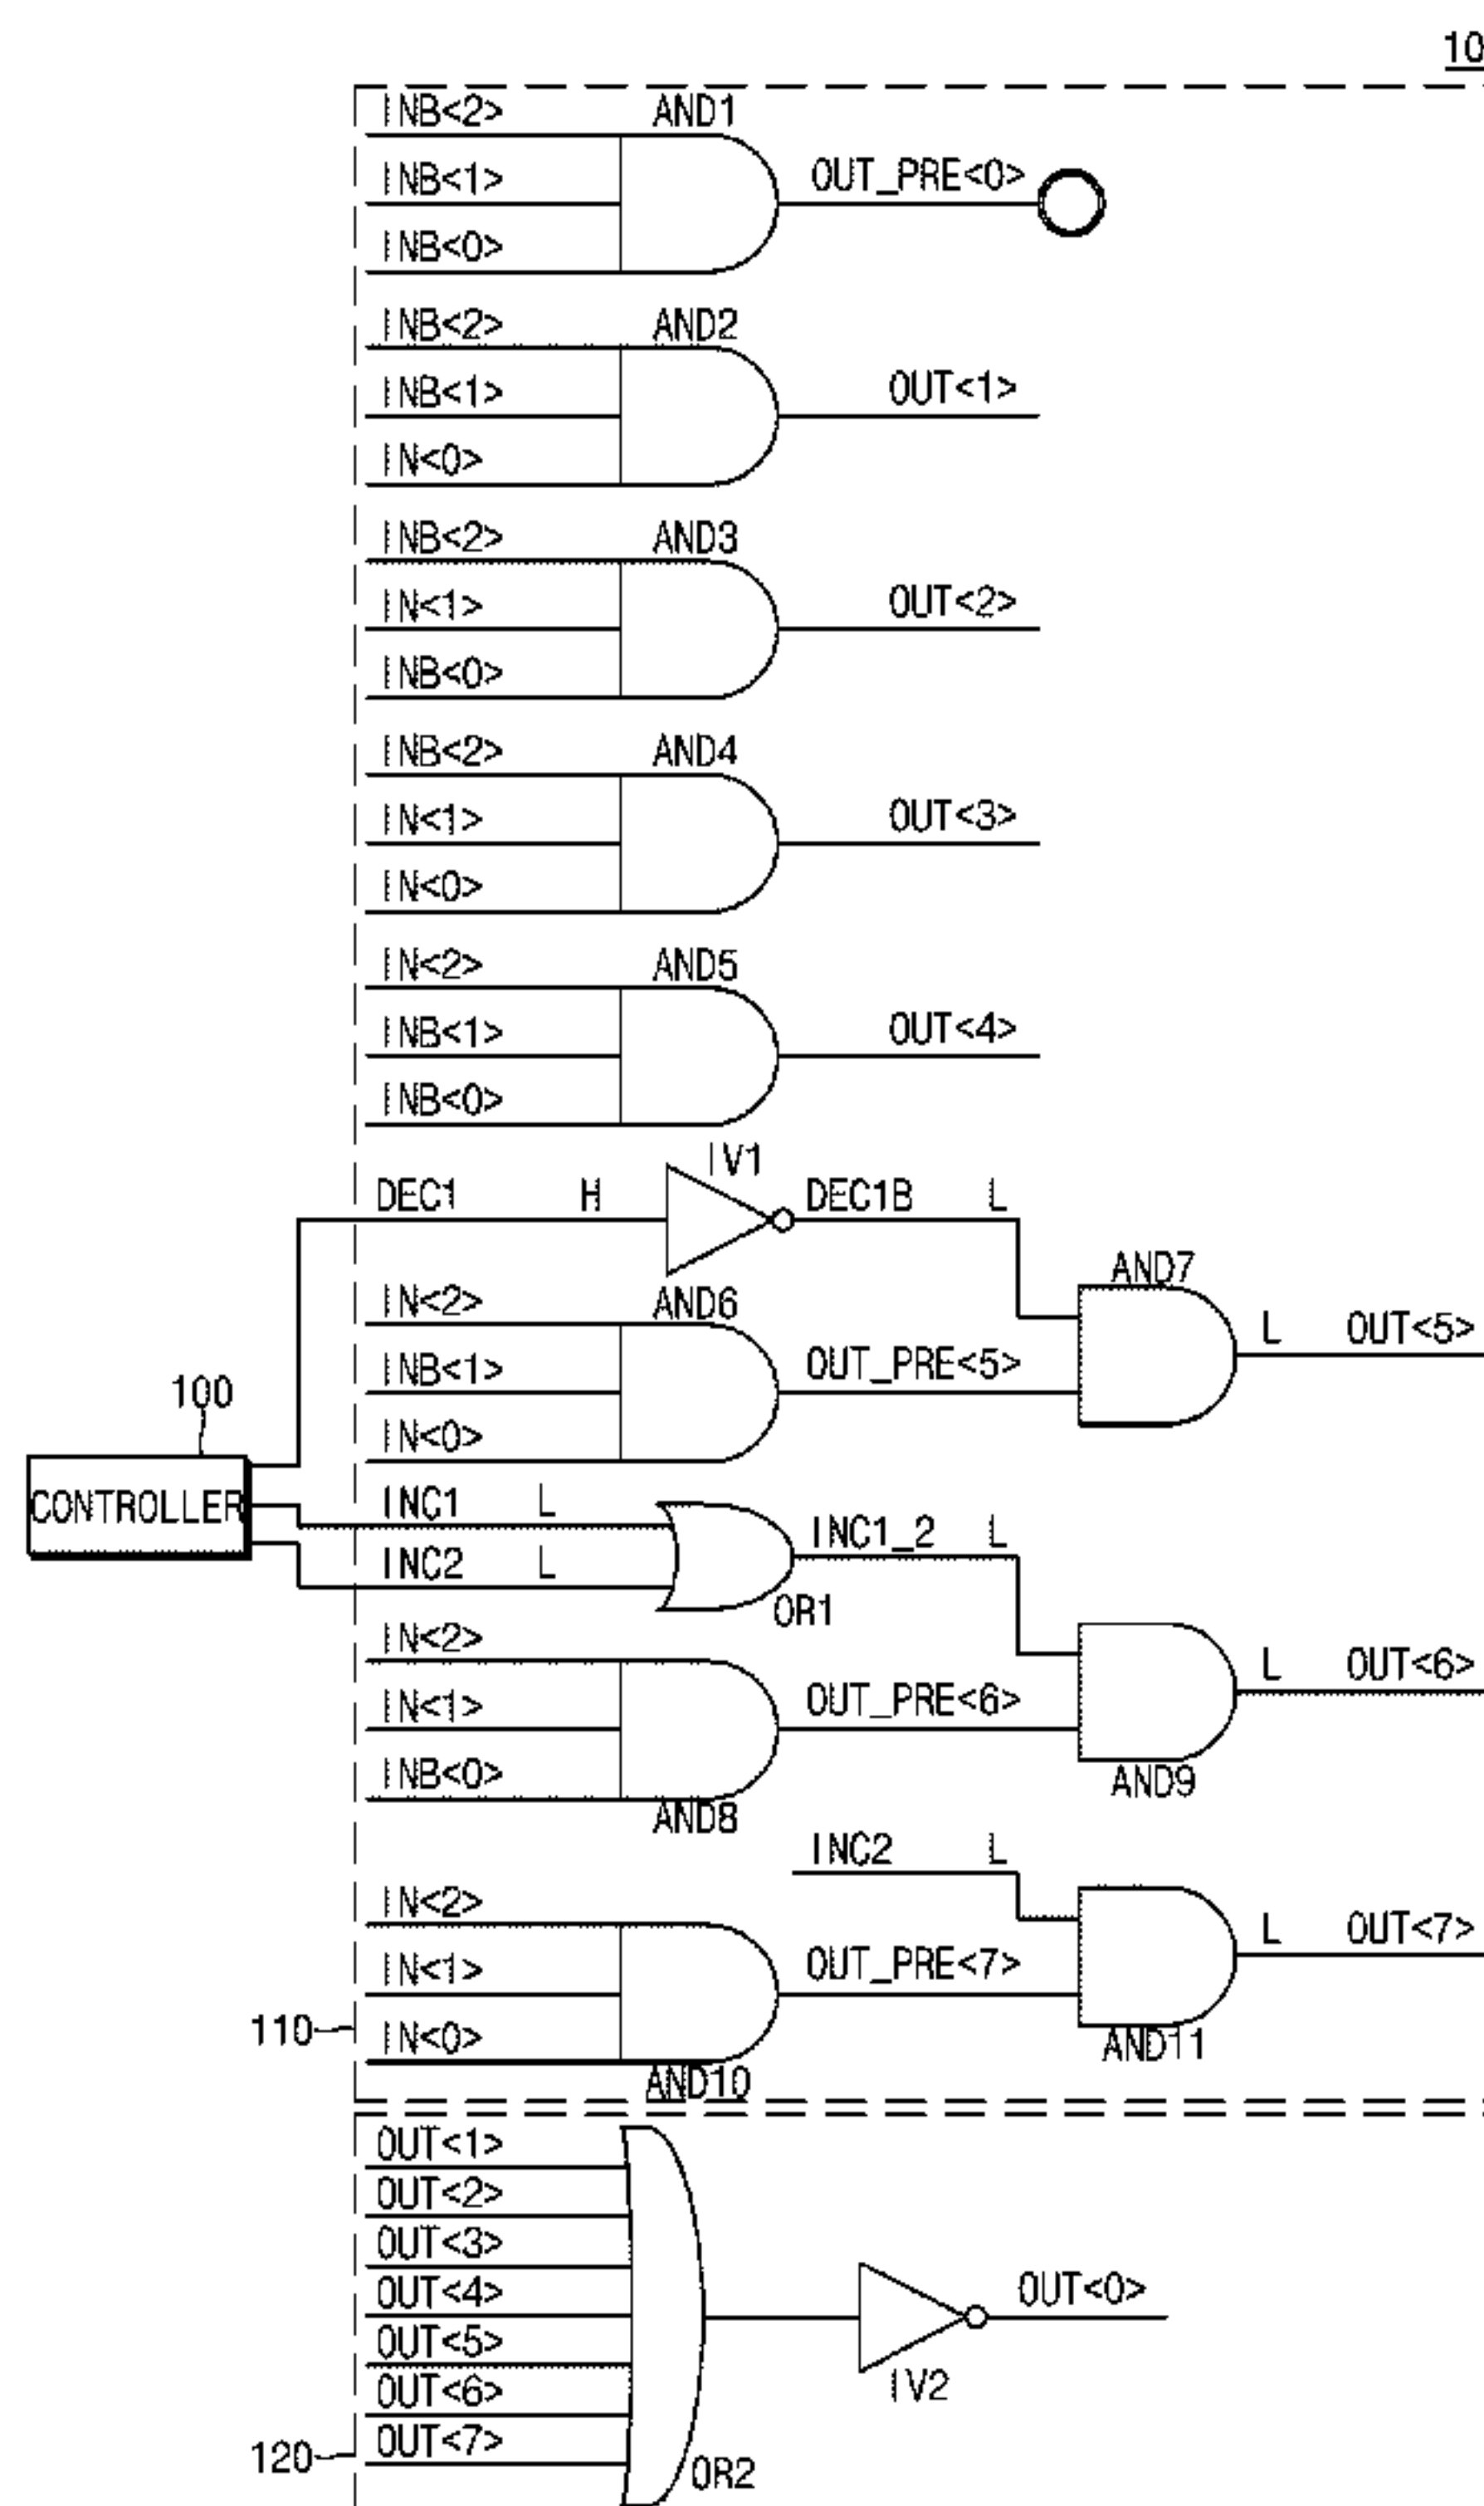 10
INB<2> AND1
INB<1> OUT_PRE<0>
INB<0>
INB<2> AND2
INB<1> OUT<1>
IN<0>
INB<2> AND3
IN<1> OUT<2>
INB<0>
INB<2> AND4
IN<1> OUT<3>
IN<0>
IN<2> AND5
INB<1> OUT<4>
INB<0>
IV1
DEC1 H DEC1B L
AND7
IN<2> AND6
L OUT<5>
INB<1> OUT_PRE<5>
100
IN<0>
CONTROLLER
INC1 L
INC1_2 L
INC2 L
OR1
IN<2>
L OUT<6>
IN<1> OUT_PRE<6>
INB<0> AND9
AND8
INC2 L
IN<2>
L OUT<7>
IN<1> OUT_PRE<7>
110 IN<0> AND11
AND10
OUT<1>
OUT<2>
OUT<3>
OUT<4> OUT<0>
OUT<5>
OUT<6> IV2
OUT<7>
120 OR2